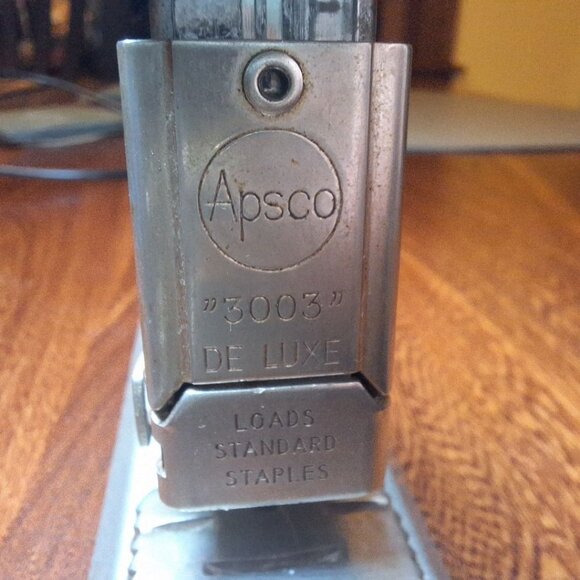 Apsco
"3003"
DE LUXE
LOADS
STANDARD
STAPLES